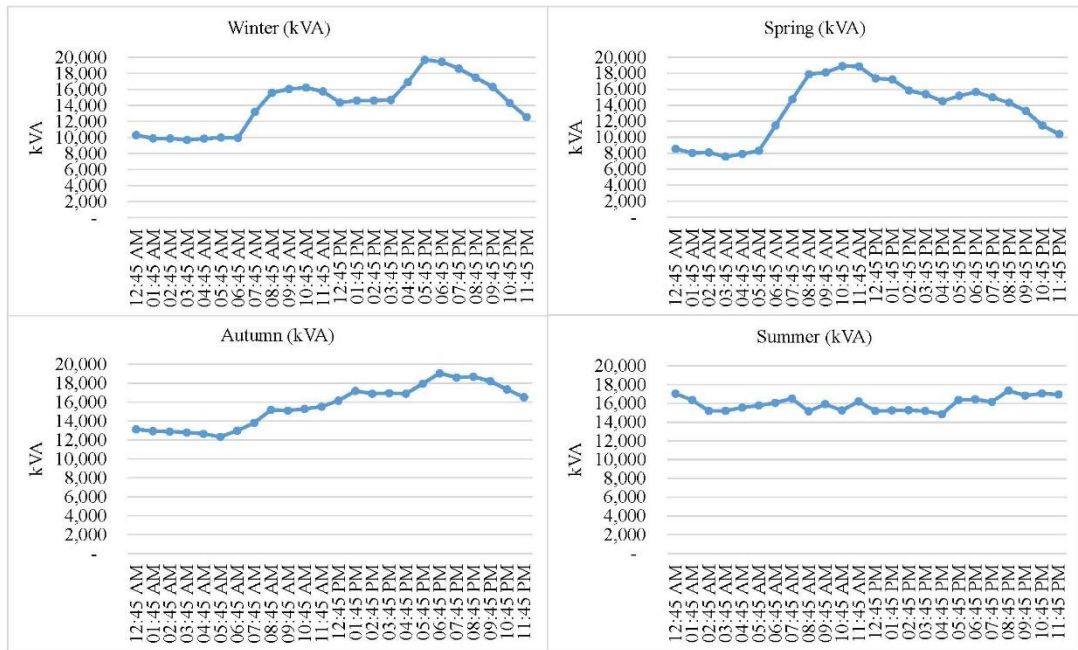 Winter (kVA)
kVA
20,000
18,000
16,000
14,000
12,000
10,000
8,000
6,000
4,000
2,000
-
12:45 AM
01:45 AM
02:45 AM
03:45 AM
04:45 AM
05:45 AM
06:45 AM
07:45 AM
08:45 AM
09:45 AM
10:45 AM
11:45 AM
12:45 PM
01:45 PM
02:45 PM
03:45 PM
04:45 PM
05:45 PM
06:45 PM
07:45 PM
08:45 PM
09:45 PM
10:45 PM
11:45 PM
Spring (kVA)
kVA
20,000
18,000
16,000
14,000
12,000
10,000
8,000
6,000
4,000
2,000
-
12:45 AM
01:45 AM
02:45 AM
03:45 AM
04:45 AM
05:45 AM
06:45 AM
07:45 AM
08:45 AM
09:45 AM
10:45 AM
11:45 AM
12:45 PM
01:45 PM
02:45 PM
03:45 PM
04:45 PM
05:45 PM
06:45 PM
07:45 PM
08:45 PM
09:45 PM
10:45 PM
11:45 PM
Autumn (kVA)
kVA
20,000
18,000
16,000
14,000
12,000
10,000
8,000
6,000
4,000
2,000
-
12:45 AM
01:45 AM
02:45 AM
03:45 AM
04:45 AM
05:45 AM
06:45 AM
07:45 AM
08:45 AM
09:45 AM
10:45 AM
11:45 AM
12:45 PM
01:45 PM
02:45 PM
03:45 PM
04:45 PM
05:45 PM
06:45 PM
07:45 PM
08:45 PM
09:45 PM
10:45 PM
11:45 PM
Summer (kVA)
kVA
20,000
18,000
16,000
14,000
12,000
10,000
8,000
6,000
4,000
2,000
-
12:45 AM
01:45 AM
02:45 AM
03:45 AM
04:45 AM
05:45 AM
06:45 AM
07:45 AM
08:45 AM
09:45 AM
10:45 AM
11:45 AM
12:45 PM
01:45 PM
02:45 PM
03:45 PM
04:45 PM
05:45 PM
06:45 PM
07:45 PM
08:45 PM
09:45 PM
10:45 PM
11:45 PM